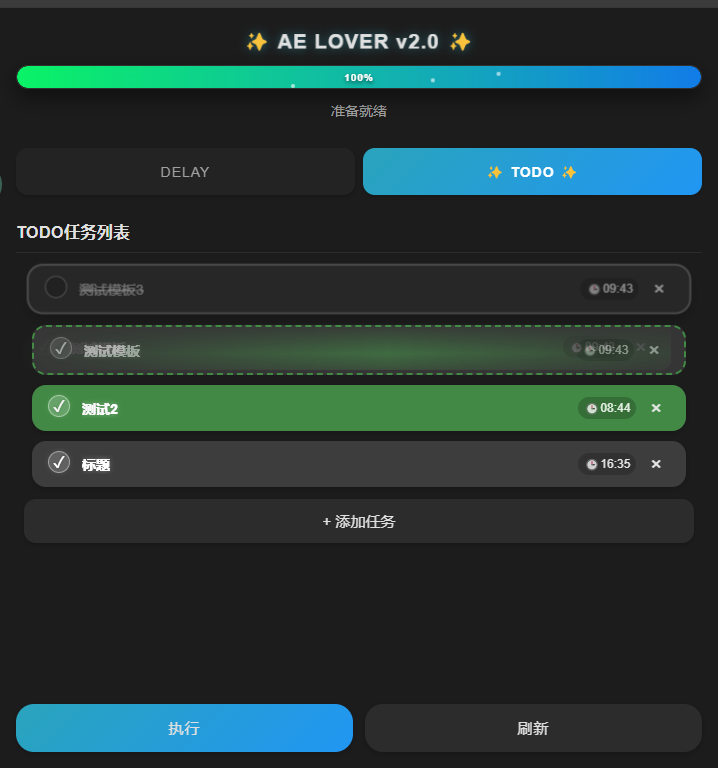 ✨ AE LOVER v2.0 ✨
100%
准备就绪
DELAY
✨ TODO ✨
TODO任务列表
测试模板3 09:43 ×
测试模板 09:43 ×
测试2 08:44 ×
标题 16:35 ×
+ 添加任务
执行
刷新